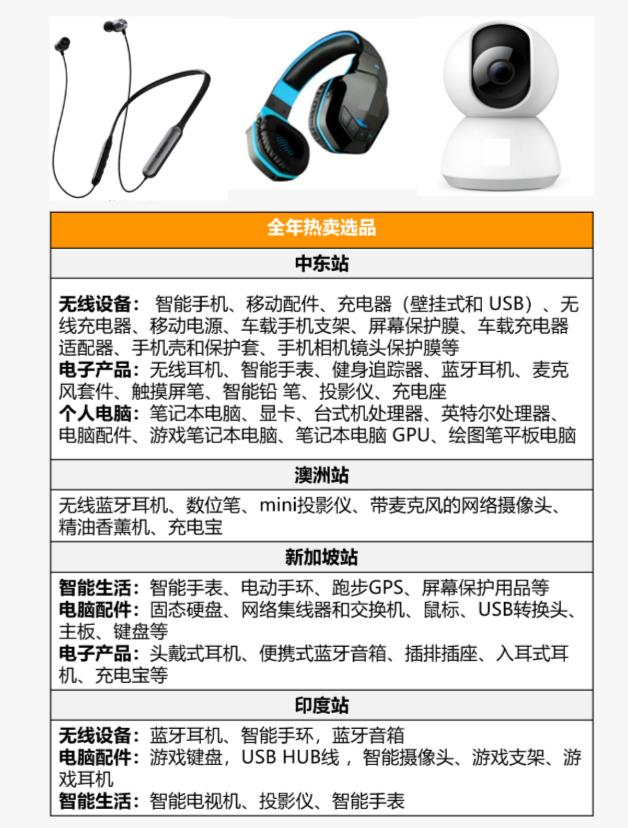 全年热卖选品
中东站
无线设备： 智能手机、移动配件、充电器（壁挂式和 USB）、无
线充电器、移动电源、车载手机支架、屏幕保护膜、车载充电器
适配器、手机壳和保护套、手机相机镜头保护膜等
电子产品：无线耳机、智能手表、健身追踪器、蓝牙耳机、麦克
风套件、触摸屏笔、智能铅 笔、投影仪、充电座
个人电脑：笔记本电脑、显卡、台式机处理器、英特尔处理器、
电脑配件、游戏笔记本电脑、笔记本电脑 GPU、绘图笔平板电脑
澳洲站
无线蓝牙耳机、数位笔、mini投影仪、带麦克风的网络摄像头、
精油香薰机、充电宝
新加坡站
智能生活：智能手表、电动手环、跑步GPS、屏幕保护用品等
电脑配件：固态硬盘、网络集线器和交换机、鼠标、USB转换头、
主板、键盘等
电子产品：头戴式耳机、便携式蓝牙音箱、插排插座、入耳式耳
机、充电宝等
印度站
无线设备：蓝牙耳机、智能手环，蓝牙音箱
电脑配件：游戏键盘，USB HUB线 ，智能摄像头、游戏支架、游
戏耳机
智能生活：智能电视机、投影仪、智能手表